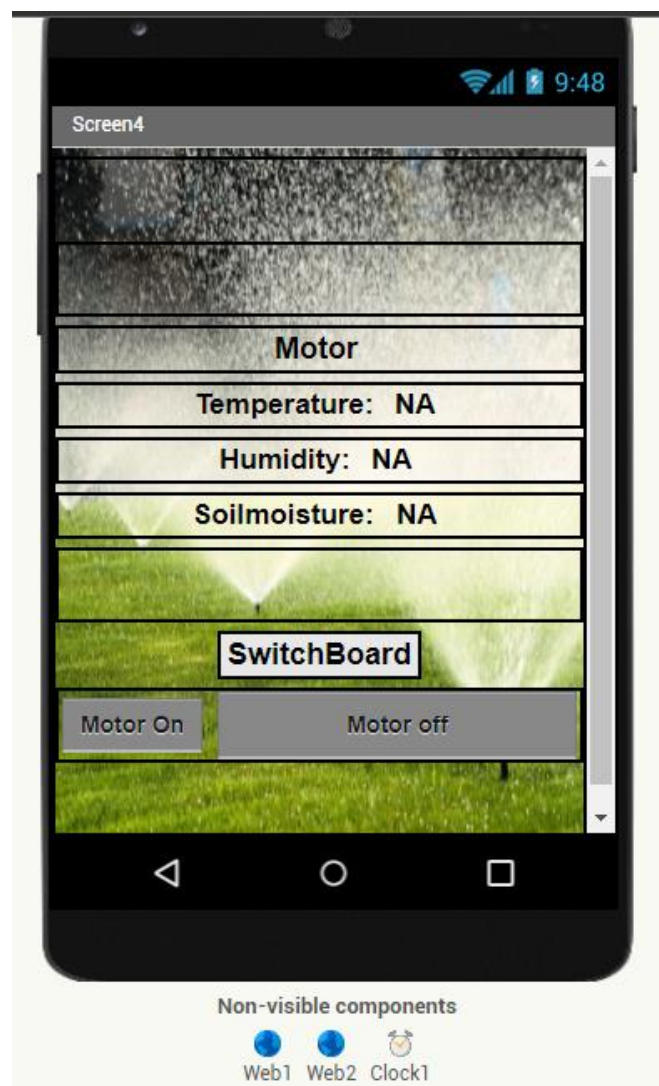 9:48
Screen4
Motor
Temperature: NA
Humidity: NA
Soilmoisture: NA
SwitchBoard
Motor On Motor off
Non-visible components
Web1 Web2 Clock1